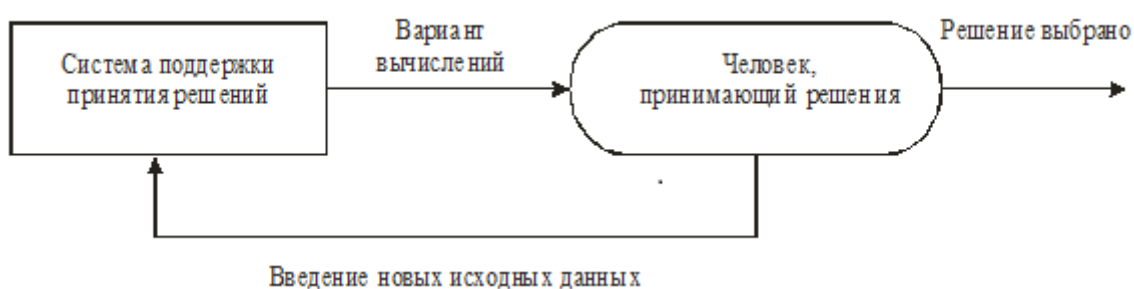 Система поддержки
принятия решений
Вариант
вычислений
Человек,
принимающий решения
Решение выбрано
Введение новых исходных данных